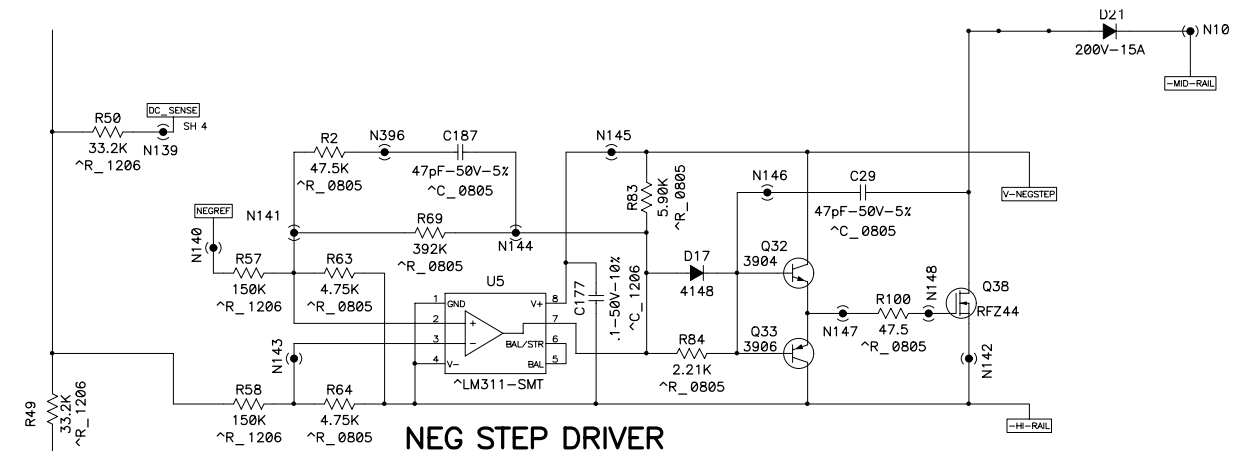 D21
N10
200V-15A
-MID-RAIL
DC_SENSE
SH 4
R50
33.2K
^R_1206
N139
R2
47.5K
^R_0805
N396
C187
47pF-50V-5%
^C_0805
N145
R83
5.90K
^R_0805
V-NEGSTEP
N146
C29
47pF-50V-5%
^C_0805
NEGREF
N140
N141
R69
392K
^R_0805
N144
R57
150K
^R_1206
R63
4.75K
^R_0805
U5
1
GND
V+
8
2
+
7
3
-
BAL/STR
6
4
V-
BAL
5
^LM311-SMT
C177
.1-50V-10%
^C_1206
D17
4148
Q32
3904
Q33
3906
R84
2.21K
^R_0805
N147
R100
47.5
^R_0805
N148
Q38
RFZ44
N142
N143
R49
33.2K
^R_1206
R58
150K
^R_1206
R64
4.75K
^R_0805
-HI-RAIL
NEG STEP DRIVER